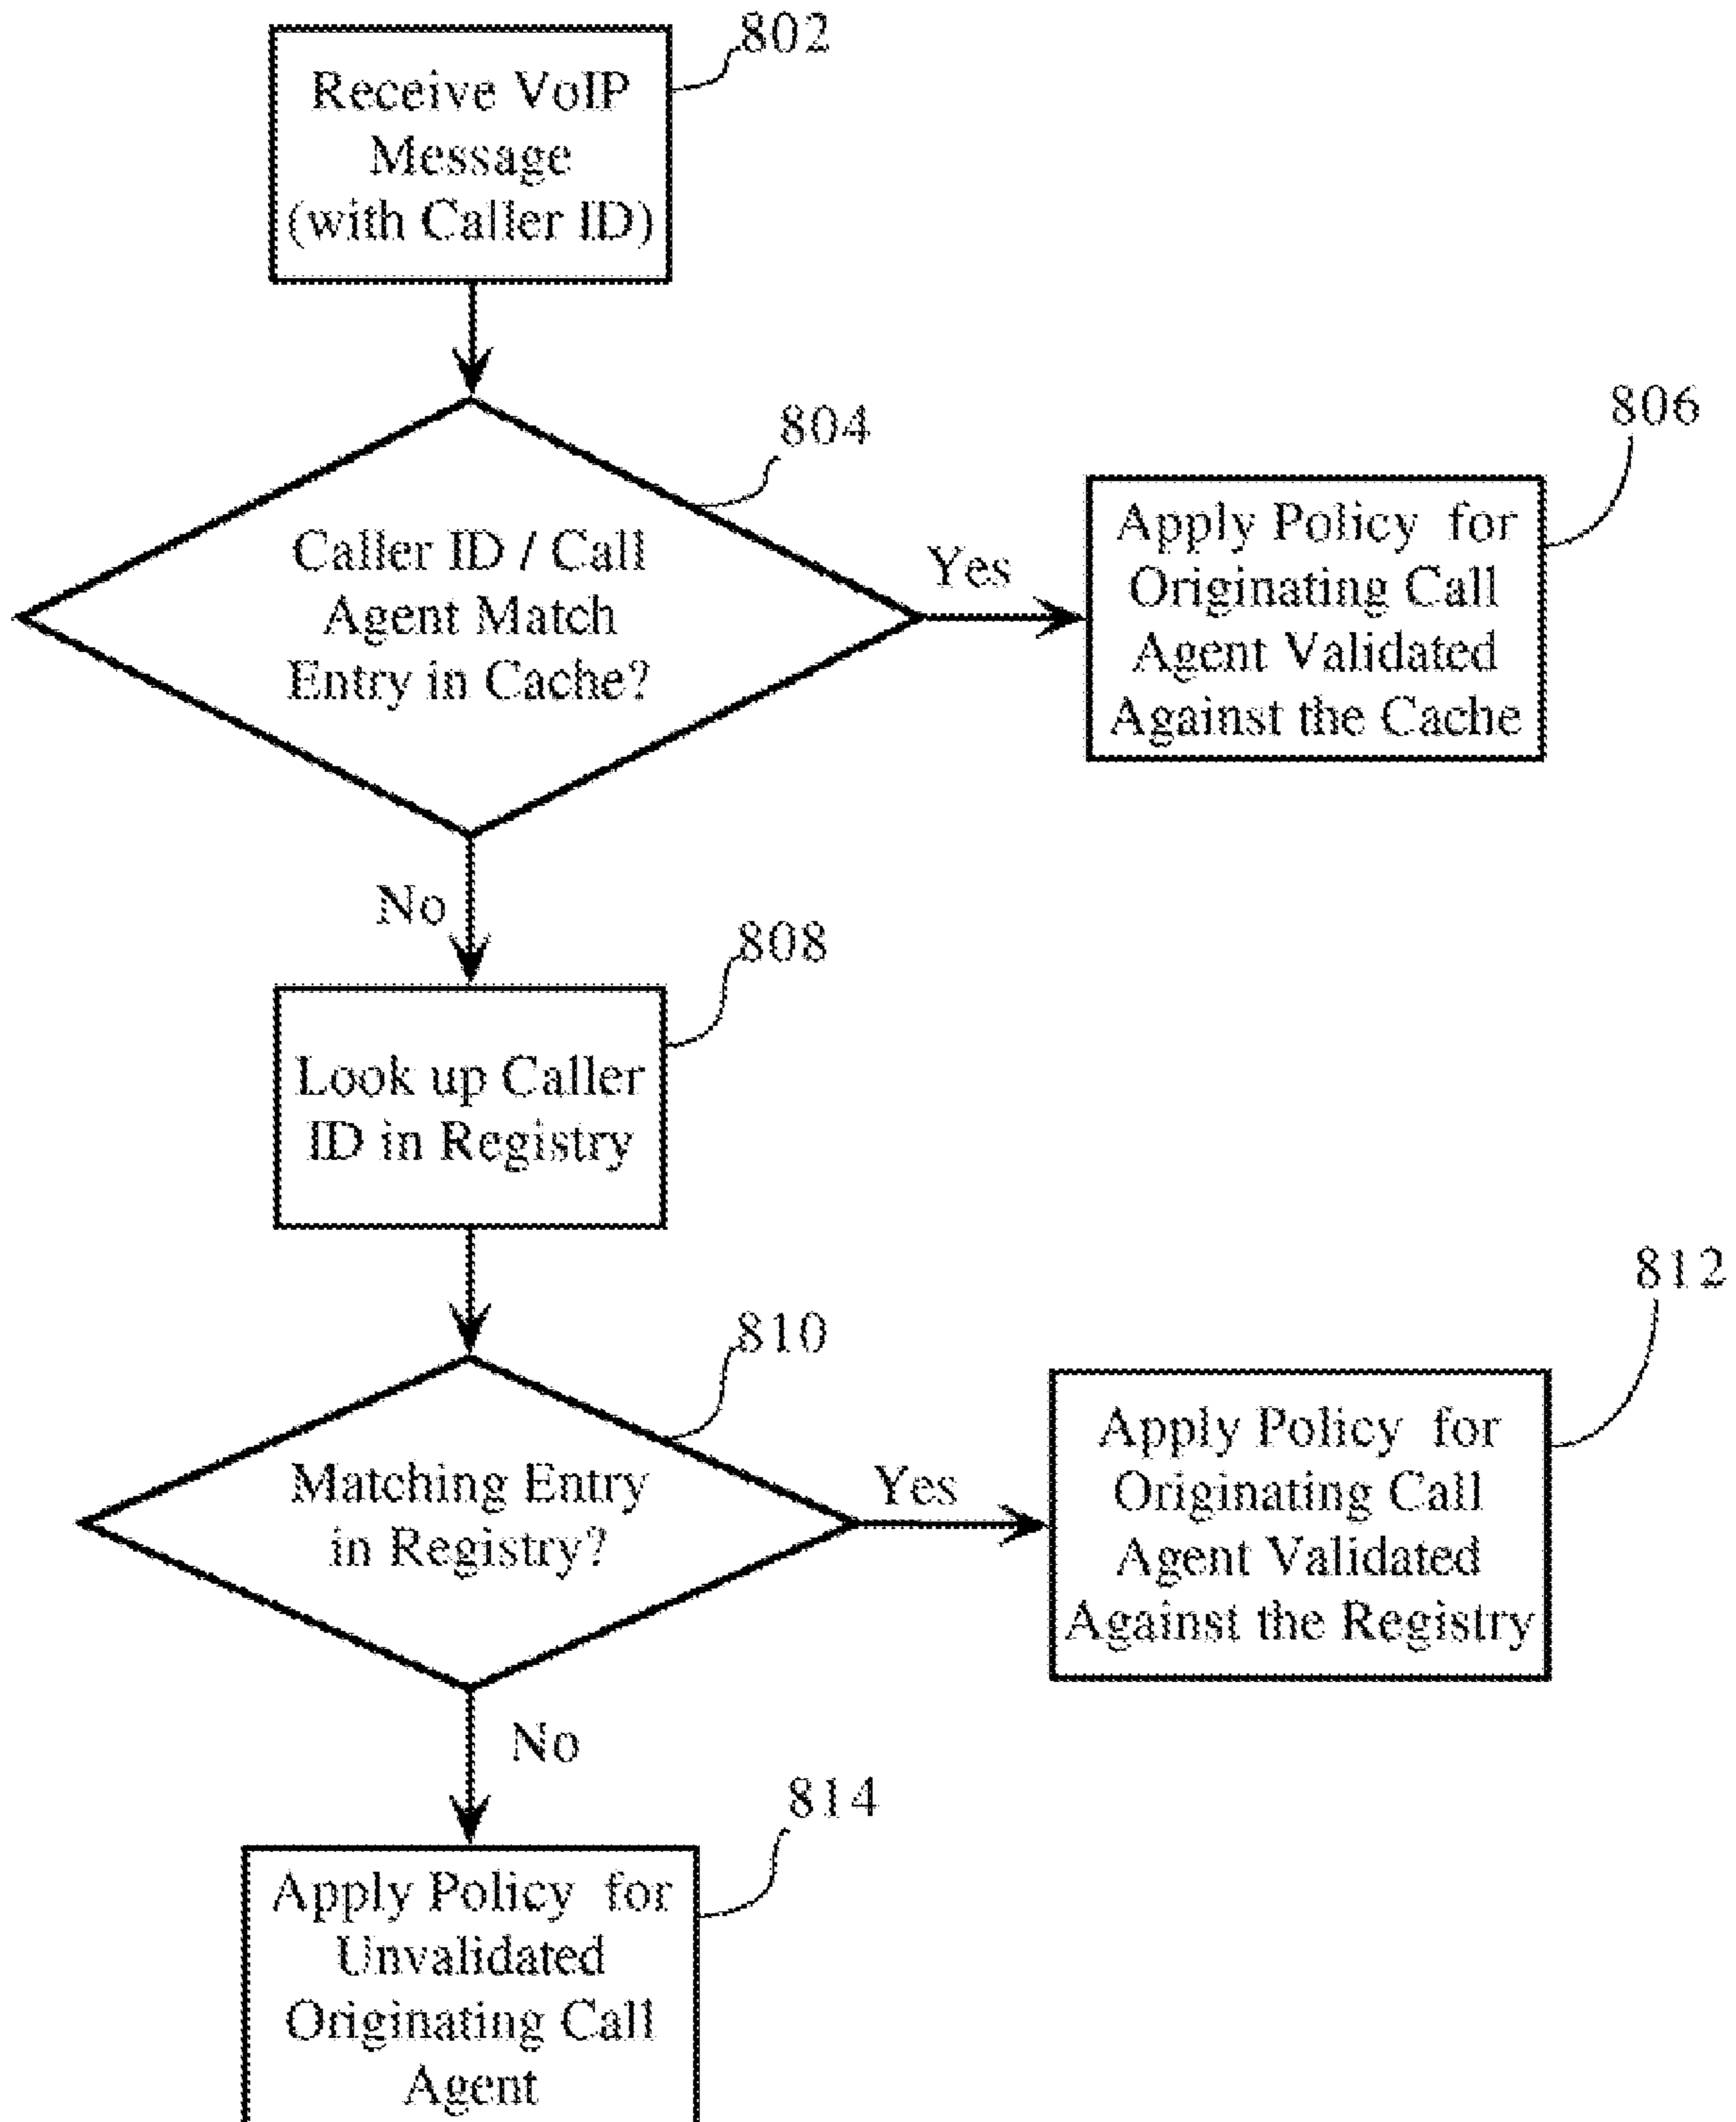 802
Receive VoIP
Message
(with Caller ID)
804
Caller ID / Call
Agent Match
Entry in Cache?
Yes
806
Apply Policy for
Originating Call
Agent Validated
Against the Cache
No
808
Look up Caller
ID in Registry
810
Matching Entry
in Registry?
Yes
812
Apply Policy for
Originating Call
Agent Validated
Against the Registry
No
814
Apply Policy for
Unvalidated
Originating Call
Agent